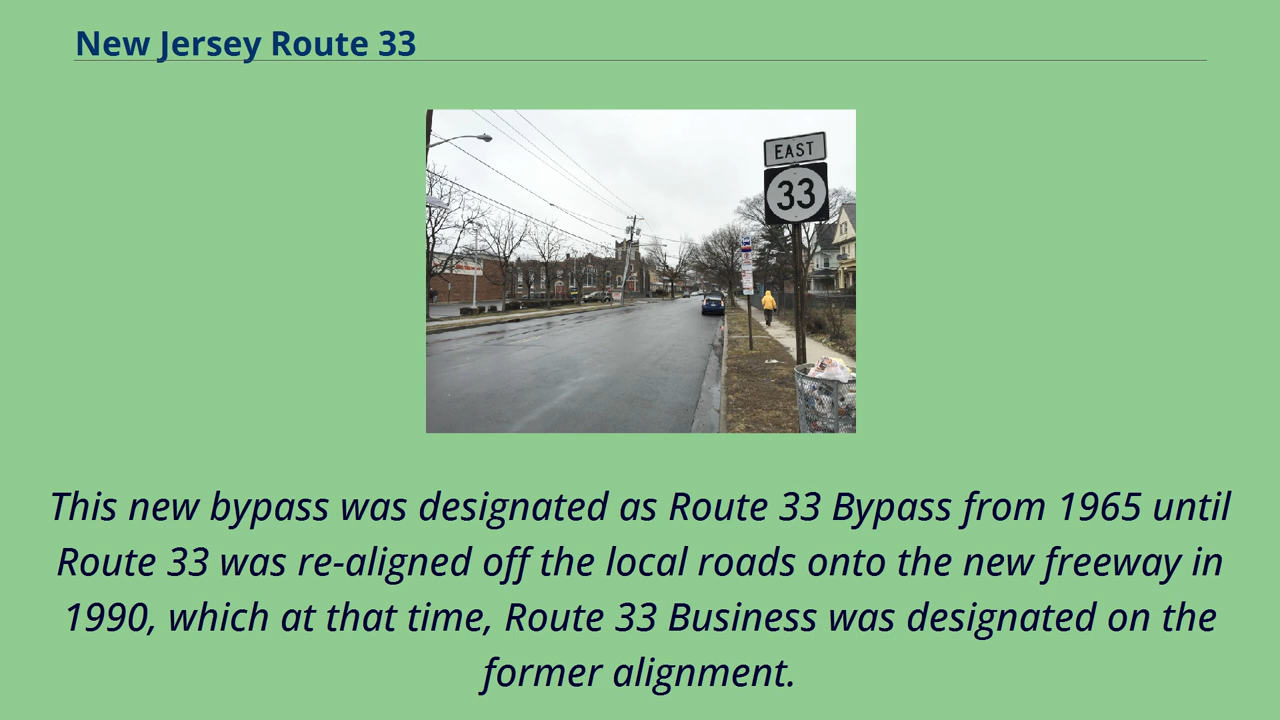 New Jersey Route 33
EAST
33
This new bypass was designated as Route 33 Bypass from 1965 until
Route 33 was re-aligned off the local roads onto the new freeway in
1990, which at that time, Route 33 Business was designated on the
former alignment.